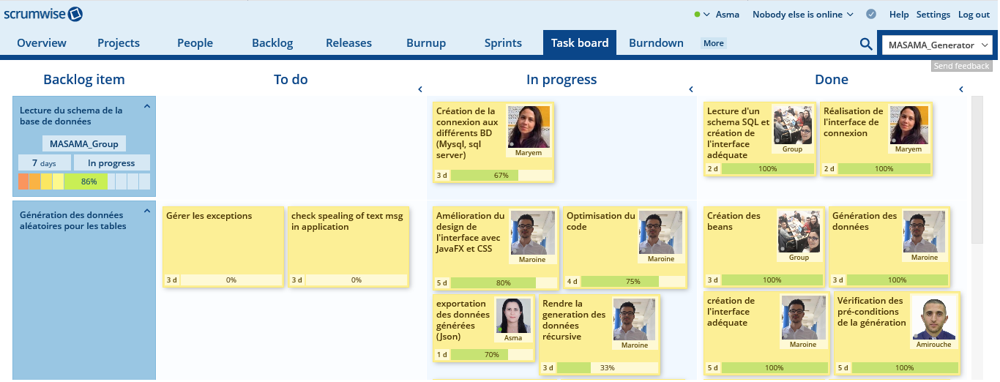 scrumwise
Asma
Nobody else is online
Help
Settings
Log out
Overview
Projects
People
Backlog
Releases
Burnup
Sprints
Task board
Burndown
More
MASAMA_Generator
Send feedback
Backlog item
To do
In progress
Done
Lecture du schema de la
base de données
MASAMA_Group
7 days
In progress
86%
Création de la
connexion aux
différents BD
(Mysql, sql
server)
Maryem
3 d
67%
Lecture d'un
schema SQL et
création de
l'interface
adéquate
Group
2 d
100%
Réalisation de
l'interface de
connexion
Maryem
2 d
100%
Génération des données
aléatoires pour les tables
Gérer les exceptions
3 d
0%
check spealing of text msg
in application
3 d
0%
Amélioration du
design de
l'interface avec
JavaFX et CSS
Maroine
5 d
80%
Optimisation du
code
Maroine
4 d
75%
exportation
des données
générées
(Json)
Asma
1 d
70%
Rendre la
generation des
données
récursive
Maroine
3 d
33%
Création des
beans
Group
3 d
100%
Génération des
données
Maroine
3 d
100%
création de
l'interface
adéquate
Maroine
5 d
100%
Vérification des
pré-conditions
de la génération
Amirouche
5 d
100%